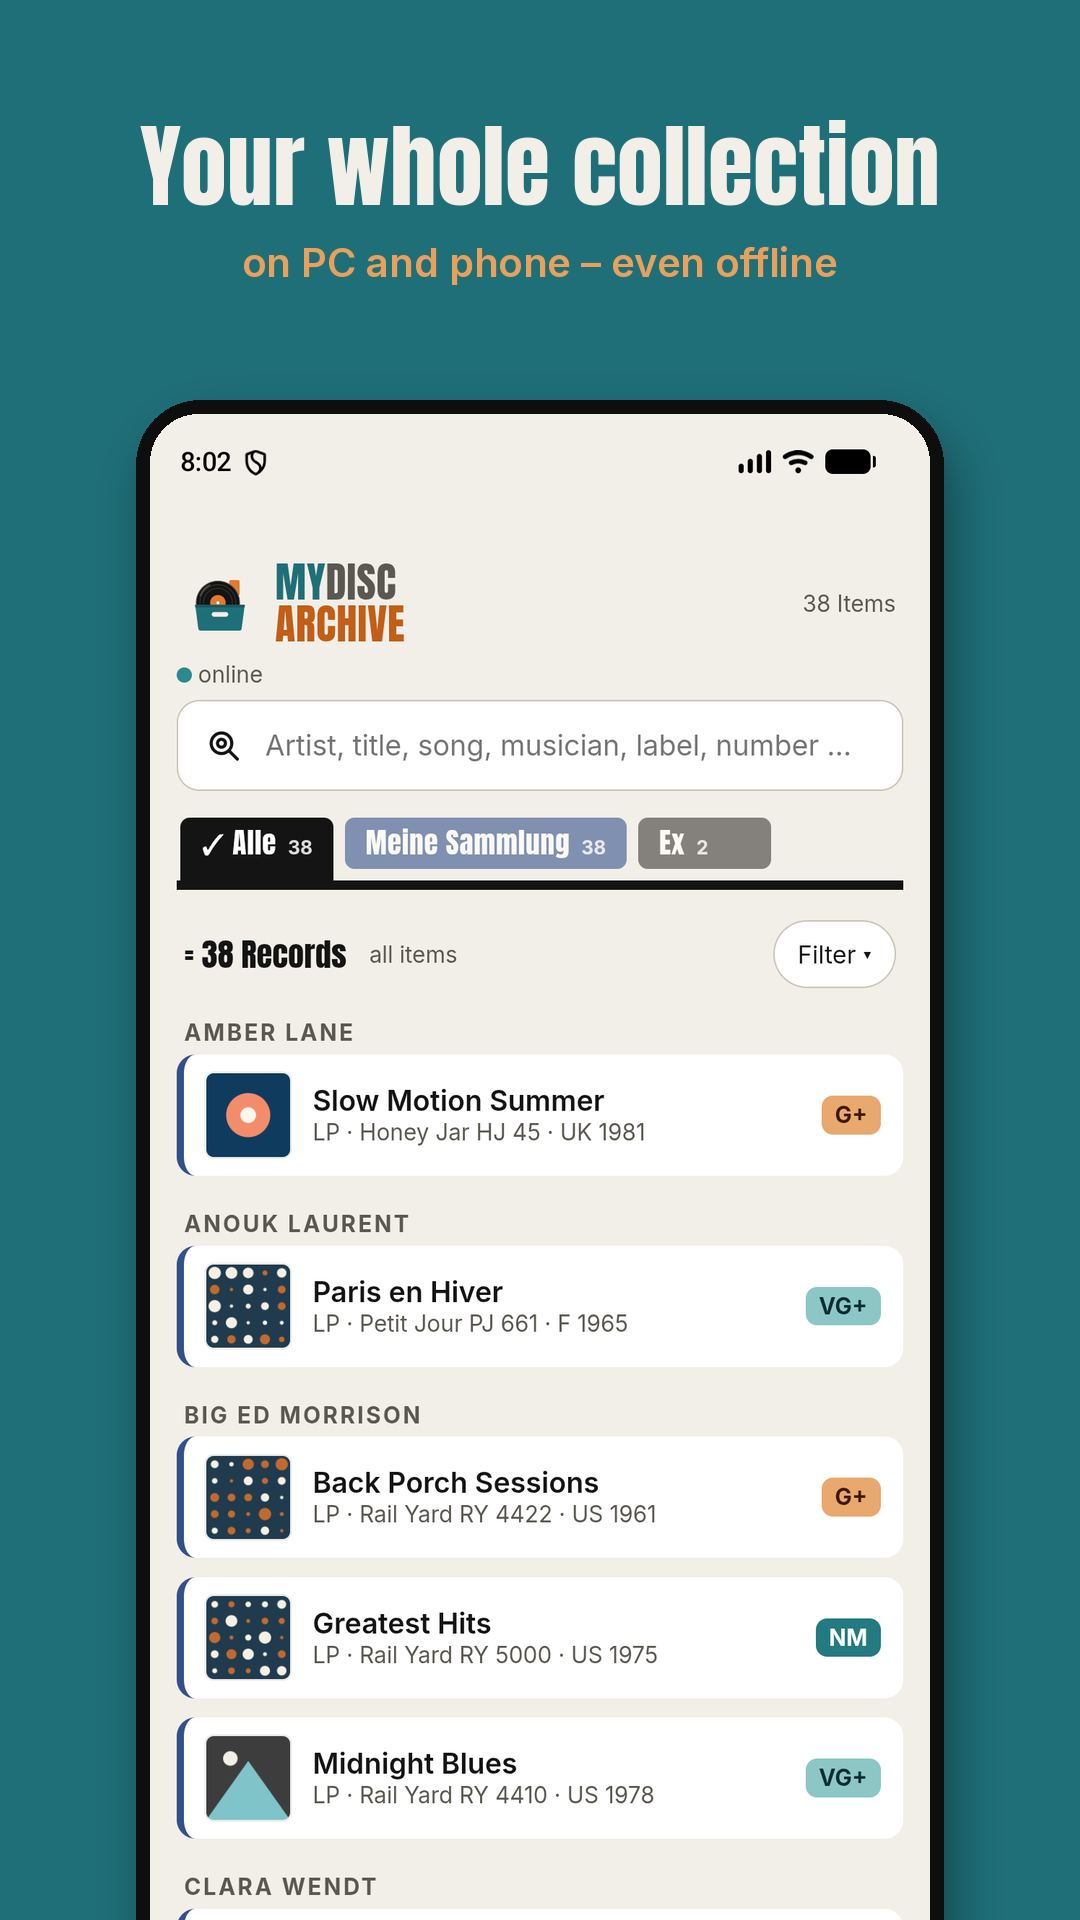 Your whole collection
on PC and phone – even offline
8:02
MYDISC
ARCHIVE
38 Items
online
Artist, title, song, musician, label, number ...
✓ Alle 38
Meine Sammlung 38
Ex 2
= 38 Records all items
Filter ▾
AMBER LANE
Slow Motion Summer
LP · Honey Jar HJ 45 · UK 1981
G+
ANOUK LAURENT
Paris en Hiver
LP · Petit Jour PJ 661 · F 1965
VG+
BIG ED MORRISON
Back Porch Sessions
LP · Rail Yard RY 4422 · US 1961
G+
Greatest Hits
LP · Rail Yard RY 5000 · US 1975
NM
Midnight Blues
LP · Rail Yard RY 4410 · US 1978
VG+
CLARA WENDT